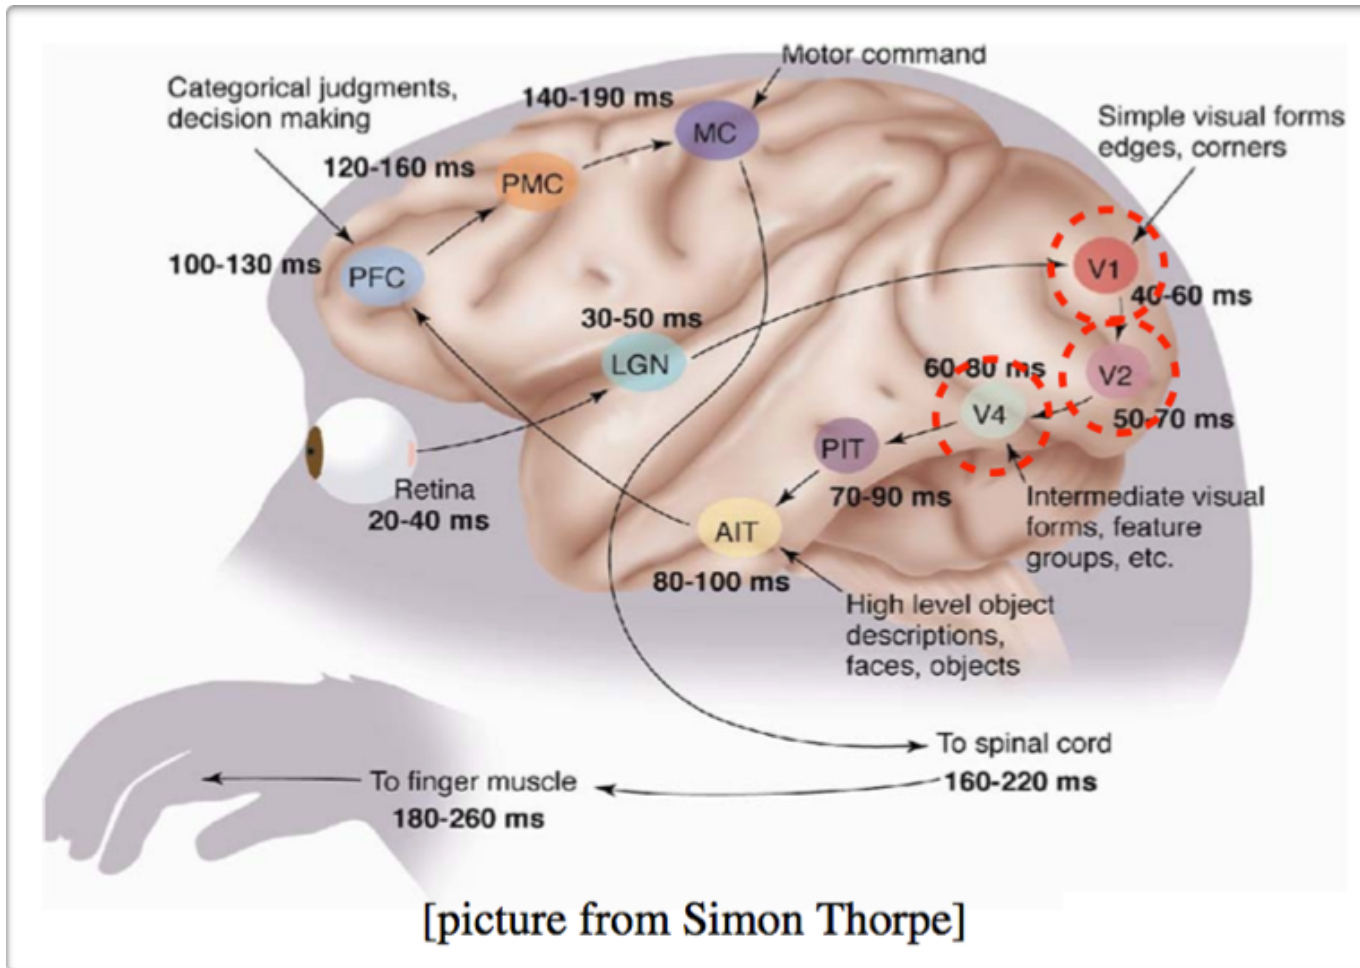 Motor command
Categorical judgments,
decision making
140-190 ms
MC
Simple visual forms
edges, corners
120-160 ms
PMC
100-130 ms
PFC
V1
40-60 ms
30-50 ms
LGN
60-80 ms
V2
V4
50-70 ms
PIT
70-90 ms
Retina
20-40 ms
AIT
80-100 ms
Intermediate visual
forms, feature
groups, etc.
High level object
descriptions,
faces, objects
To spinal cord
160-220 ms
To finger muscle
180-260 ms
[picture from Simon Thorpe]